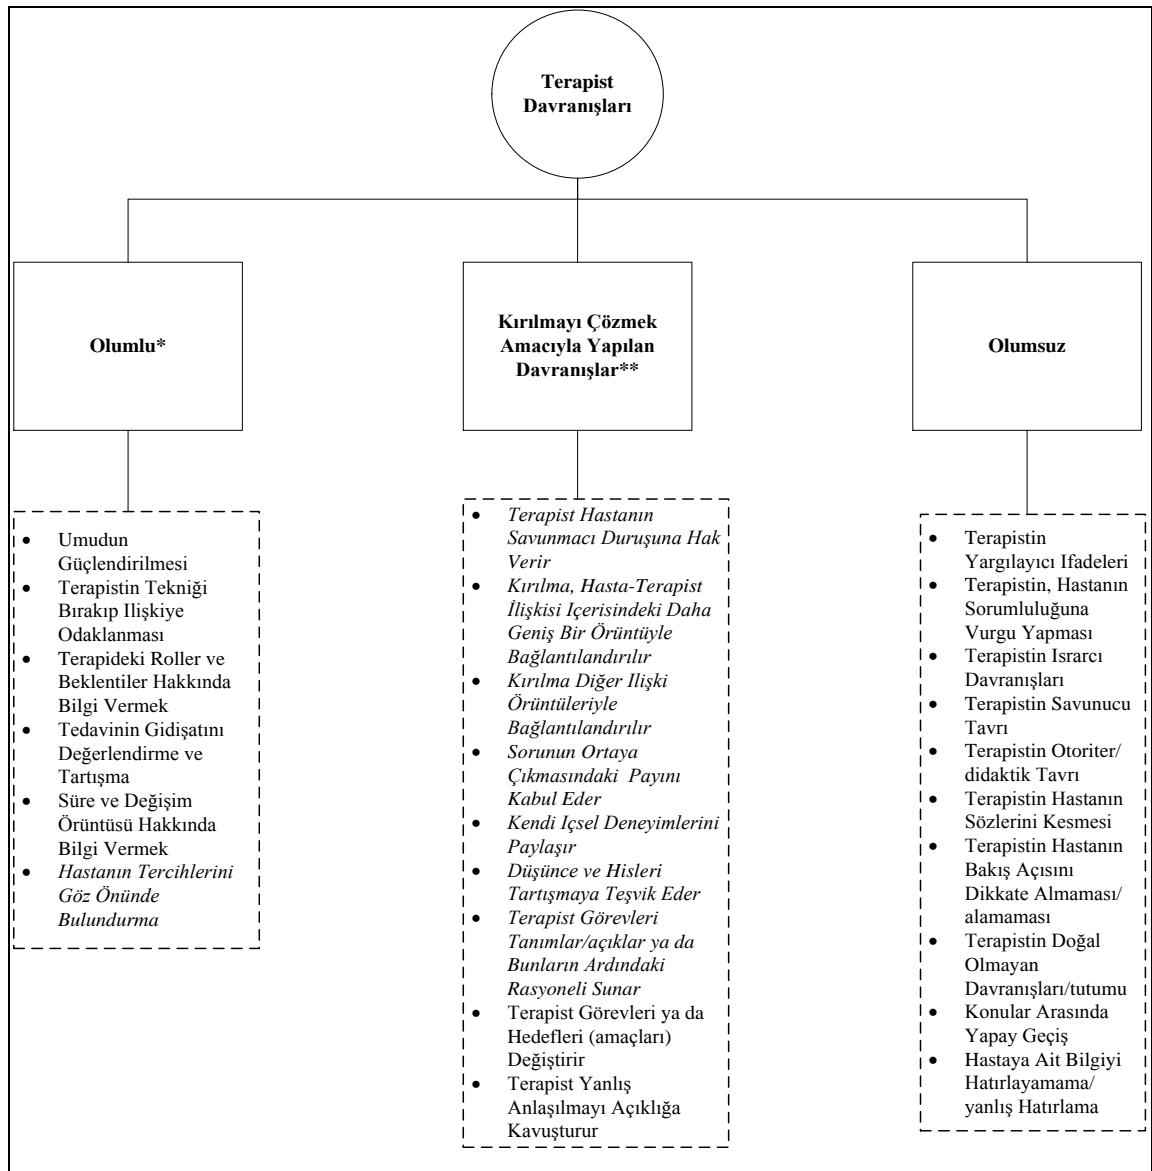 Terapist
Davranışları
Olumlu*
Kırılmayı Çözmek
Amacıyla Yapılan
Davranışlar**
Olumsuz
• Umudun
Güçlendirilmesi
• Terapistin Tekniği
Bırakıp Ilişkiye
Odaklanması
• Terapideki Roller ve
Beklentiler Hakkında
Bilgi Vermek
• Tedavinin Gidişatını
Değerlendirme ve
Tartışma
• Süre ve Değişim
Örüntüsü Hakkında
Bilgi Vermek
• Hastanın Tercihlerini
Göz Önünde
Bulundurma
• Terapist Hastanın
Savunmacı Duruşuna Hak
Verir
• Kırılma, Hasta-Terapist
İlişkisi Içerisindeki Daha
Geniş Bir Örüntüyle
Bağlantılandırılır
• Kırılma Diğer Ilişki
Örüntüleriyle
Bağlantılandırılır
• Sorunun Ortaya
Çıkmasındaki Payını
Kabul Eder
• Kendi Içsel Deneyimlerini
Paylaşır
• Düşünce ve Hisleri
Tartışmaya Teşvik Eder
• Terapist Görevleri
Tanımlar/açıklar ya da
Bunların Ardındaki
Rasyoneli Sunar
• Terapist Görevleri ya da
Hedefleri (amaçları)
Değiştirir
• Terapist Yanlış
Anlaşılmayı Açıklığa
Kavuşturur
• Terapistin
Yargılayıcı Ifadeleri
• Terapistin, Hastanın
Sorumluluğuna
Vurgu Yapması
• Terapistin Israrcı
Davranışları
• Terapistin Savunucu
Tavrı
• Terapistin Otoriter/
didaktik Tavrı
• Terapistin Hastanın
Sözlerini Kesmesi
• Terapistin Hastanın
Bakış Açısını
Dikkate Almaması/
alamaması
• Terapistin Doğal
Olmayan
Davranışları/tutumu
• Konular Arasında
Yapay Geçiş
• Hastaya Ait Bilgiyi
Hatırlayamama/
yanlış Hatırlama